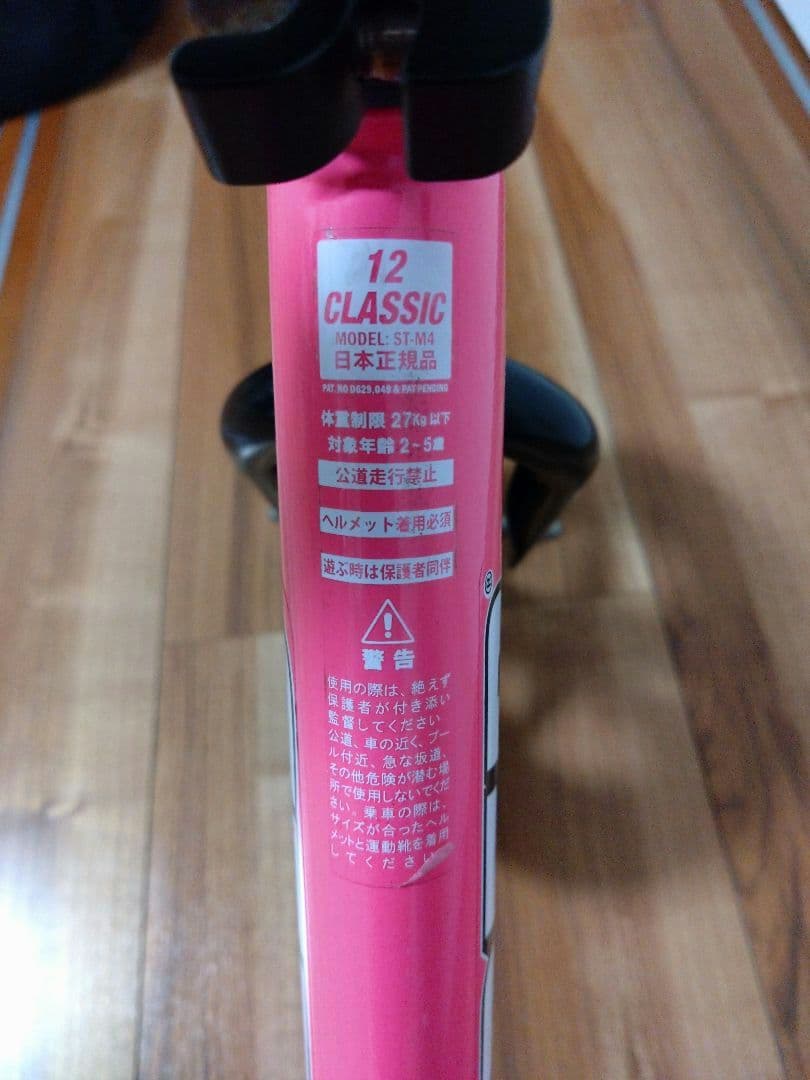 12
CLASSIC
MODEL: ST-M4
日本正規品
PAT. NO D629,049 & PAT PENDING
体重制限 27Kg以下
対象年齢 2~5歳
公道走行禁止
ヘルメット着用必須
遊ぶ時は保護者同伴
警告
使用の際は、絶えず
保護者が付き添い
監督してください
公道、車の近く、プー
ル付近、急な坂道、
その他危険が潜む場
所で使用しないでくだ
さい。乗車の際は、
サイズが合ったヘル
メットと運動靴を着用
してください。